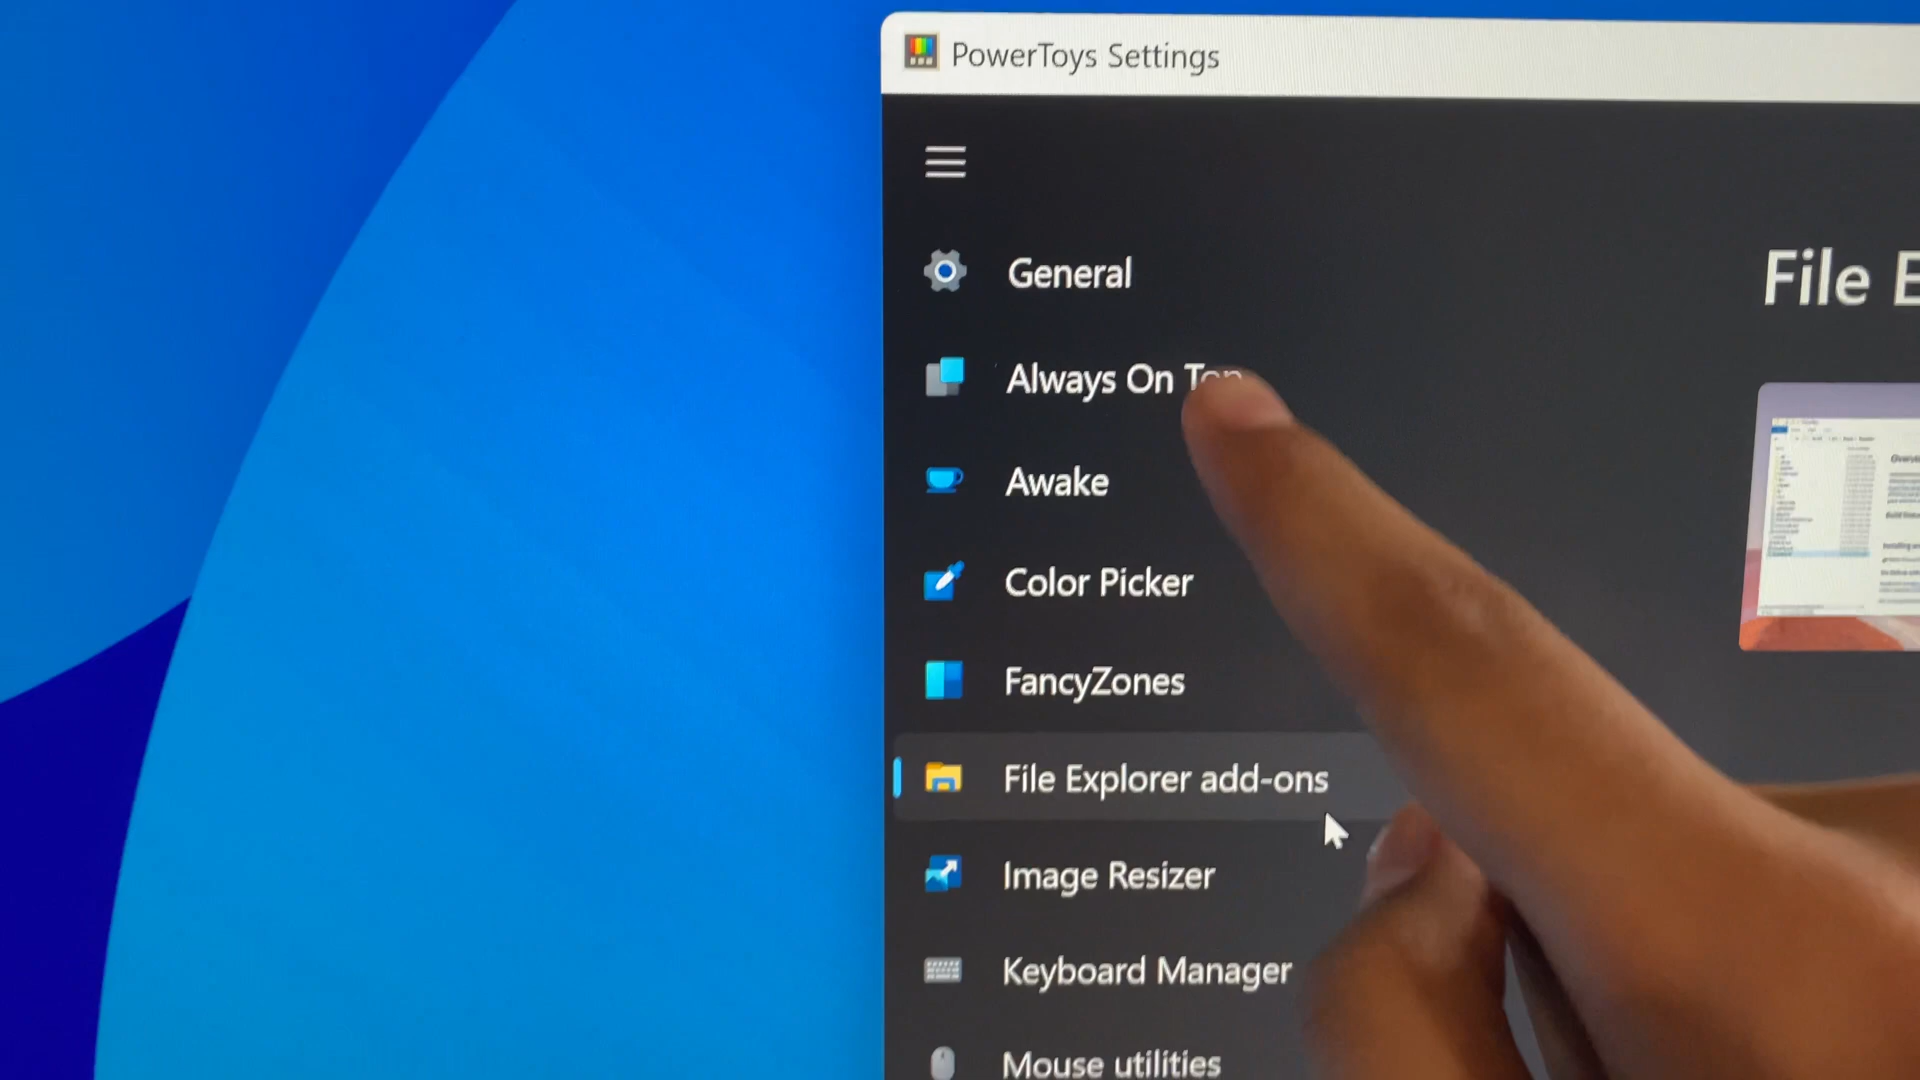 PowerToys Settings
General
File E
Always On Top
Awake
Color Picker
FancyZones
File Explorer add-ons
Image Resizer
Keyboard Manager
Mouse utilities